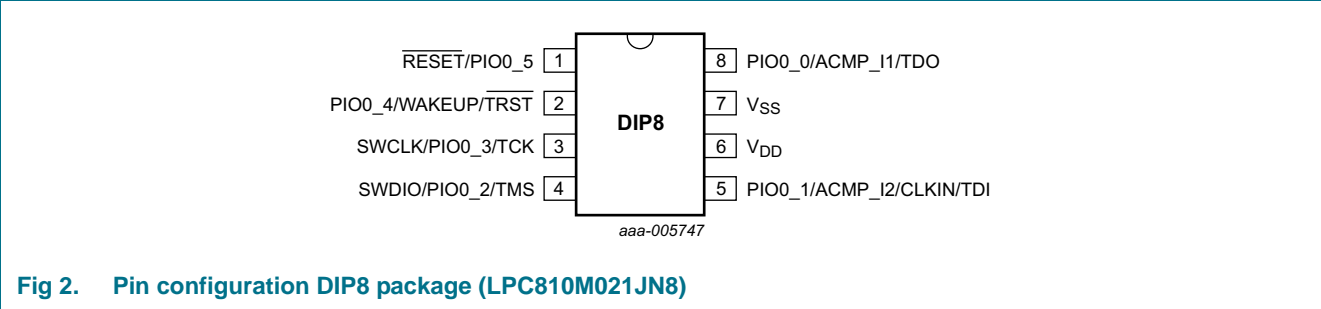 RESET/PIO0_5 1
8 PIO0_0/ACMP_I1/TDO
PIO0_4/WAKEUP/TRST 2
7 VSS
DIP8
SWCLK/PIO0_3/TCK 3
6 VDD
SWDIO/PIO0_2/TMS 4
5 PIO0_1/ACMP_I2/CLKIN/TDI
aaa-005747
Fig 2. Pin configuration DIP8 package (LPC810M021JN8)